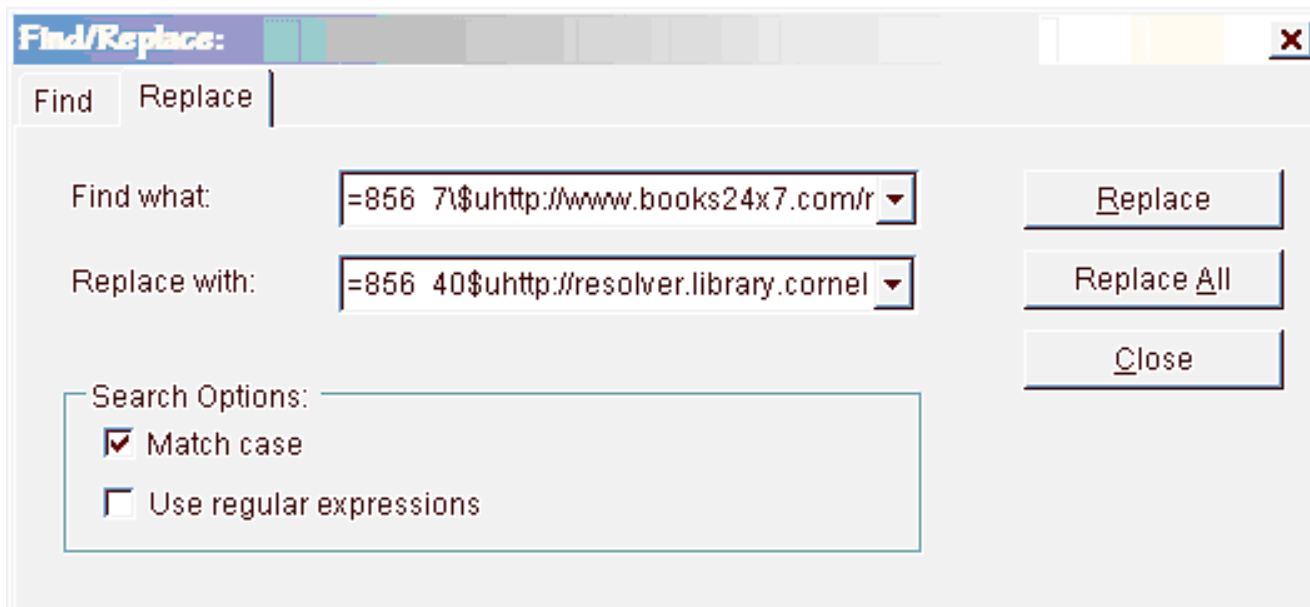 Find/Replace:
Find Replace
Find what: =856  7\$uhttp://www.books24x7.com/r Replace
Replace with: =856  40$uhttp://resolver.library.cornel Replace All
Close
Search Options:
Match case
Use regular expressions